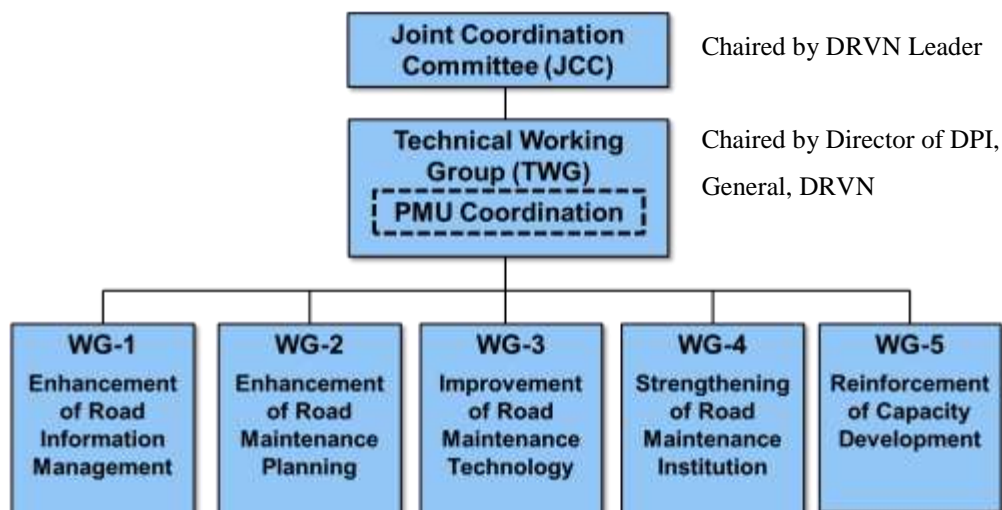 Joint Coordination
Committee (JCC)
Chaired by DRVN Leader
Technical Working
Group (TWG)
PMU Coordination
Chaired by Director of DPI,
General, DRVN
WG-1
Enhancement
of Road
Information
Management
WG-2
Enhancement
of Road
Maintenance
Planning
WG-3
Improvement
of Road
Maintenance
Technology
WG-4
Strengthening
of Road
Maintenance
Institution
WG-5
Reinforcement
of Capacity
Development